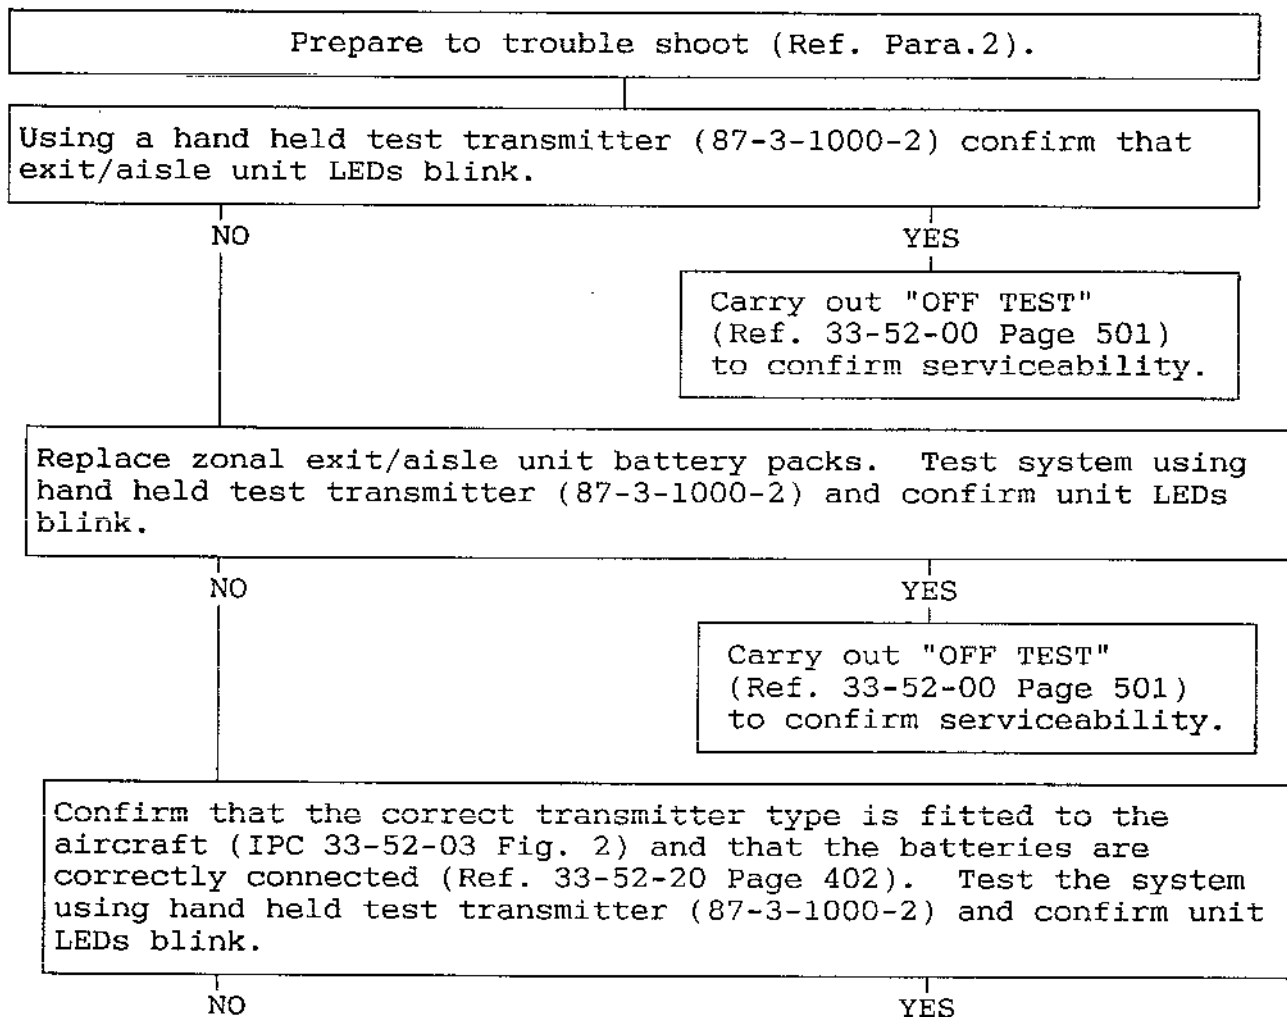 Prepare to trouble shoot (Ref. Para.2).
Using a hand held test transmitter (87-3-1000-2) confirm that
exit/aisle unit LEDs blink.
NO
YES
Carry out "OFF TEST"
(Ref. 33-52-00 Page 501)
to confirm serviceability.
Replace zonal exit/aisle unit battery packs. Test system using
hand held test transmitter (87-3-1000-2) and confirm unit LEDs
blink.
NO
YES
Carry out "OFF TEST"
(Ref. 33-52-00 Page 501)
to confirm serviceability.
Confirm that the correct transmitter type is fitted to the
aircraft (IPC 33-52-03 Fig. 2) and that the batteries are
correctly connected (Ref. 33-52-20 Page 402). Test the system
using hand held test transmitter (87-3-1000-2) and confirm unit
LEDs blink.
NO
YES